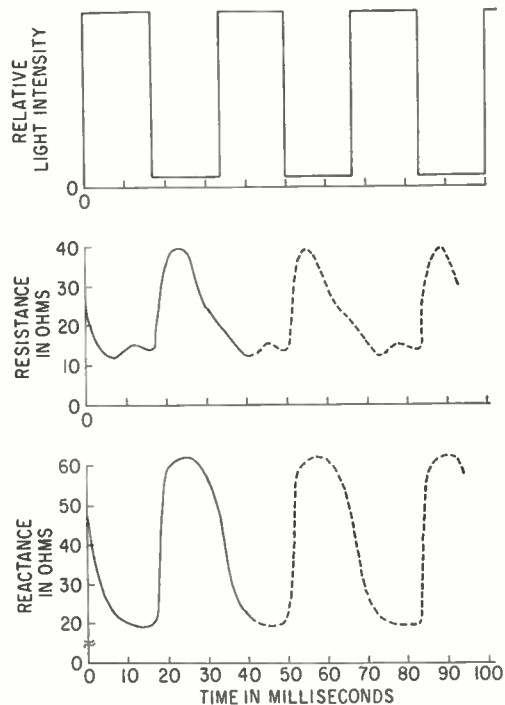 RELATIVE
LIGHT INTENSITY
0
0
RESISTANCE
IN OHMS
40
30
20
10
0
0
REACTANCE
IN OHMS
60
50
40
30
20
0
0 10 20 30 40 50 60 70 80 90 100
TIME IN MILLISECONDS